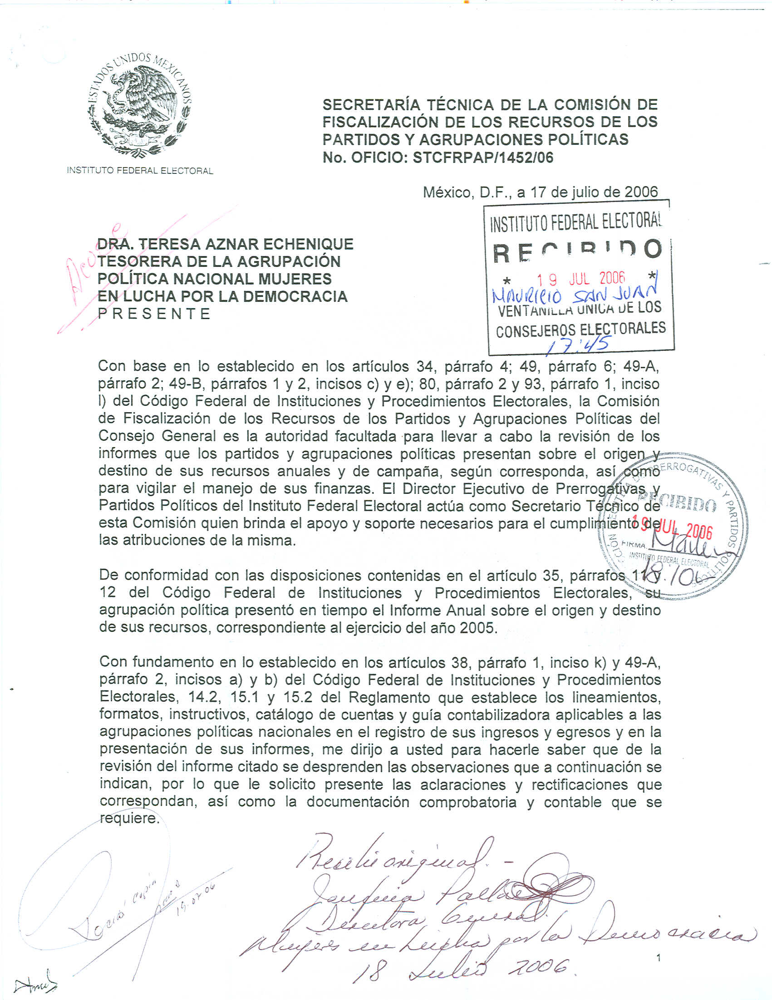 ESTADOS UNIDOS MEXICANOS
INSTITUTO FEDERAL ELECTORAL
SECRETARÍA TÉCNICA DE LA COMISIÓN DE
FISCALIZACIÓN DE LOS RECURSOS DE LOS
PARTIDOS Y AGRUPACIONES POLÍTICAS
No. OFICIO: STCFRPAP/1452/06
México, D.F., a 17 de julio de 2006
INSTITUTO FEDERAL ELECTORAL
RECIBIDO
* 19 JUL 2006 *
MAURICIO SAN JUAN
VENTANILLA UNICA DE LOS
CONSEJEROS ELECTORALES
17:45
DRA. TERESA AZNAR ECHENIQUE
TESORERA DE LA AGRUPACIÓN
POLÍTICA NACIONAL MUJERES
EN LUCHA POR LA DEMOCRACIA
P R E S E N T E
Con base en lo establecido en los artículos 34, párrafo 4; 49, párrafo 6; 49-A,
párrafo 2; 49-B, párrafos 1 y 2, incisos c) y e); 80, párrafo 2 y 93, párrafo 1, inciso
l) del Código Federal de Instituciones y Procedimientos Electorales, la Comisión
de Fiscalización de los Recursos de los Partidos y Agrupaciones Políticas del
Consejo General es la autoridad facultada para llevar a cabo la revisión de los
informes que los partidos y agrupaciones políticas presentan sobre el origen y
destino de sus recursos anuales y de campaña, según corresponda, así como
para vigilar el manejo de sus finanzas. El Director Ejecutivo de Prerrogativas y
Partidos Políticos del Instituto Federal Electoral actúa como Secretario Técnico de
esta Comisión quien brinda el apoyo y soporte necesarios para el cumplimiento de
las atribuciones de la misma.
PRERROGATIVAS Y PARTIDOS POLÍTICOS
RECIBIDO
19 JUL 2006
FIRMA
INSTITUTO FEDERAL ELECTORAL
De conformidad con las disposiciones contenidas en el artículo 35, párrafos 11 y
12 del Código Federal de Instituciones y Procedimientos Electorales, su
agrupación política presentó en tiempo el Informe Anual sobre el origen y destino
de sus recursos, correspondiente al ejercicio del año 2005.
Con fundamento en lo establecido en los artículos 38, párrafo 1, inciso k) y 49-A,
párrafo 2, incisos a) y b) del Código Federal de Instituciones y Procedimientos
Electorales, 14.2, 15.1 y 15.2 del Reglamento que establece los lineamientos,
formatos, instructivos, catálogo de cuentas y guía contabilizadora aplicables a las
agrupaciones políticas nacionales en el registro de sus ingresos y egresos y en la
presentación de sus informes, me dirijo a usted para hacerle saber que de la
revisión del informe citado se desprenden las observaciones que a continuación se
indican, por lo que le solicito presente las aclaraciones y rectificaciones que
correspondan, así como la documentación comprobatoria y contable que se
requiere.
Recibi original.-
Directora General.
Mujeres en Lucha por la Democracia
18 Julio 2006.
copia
19.07.06
1